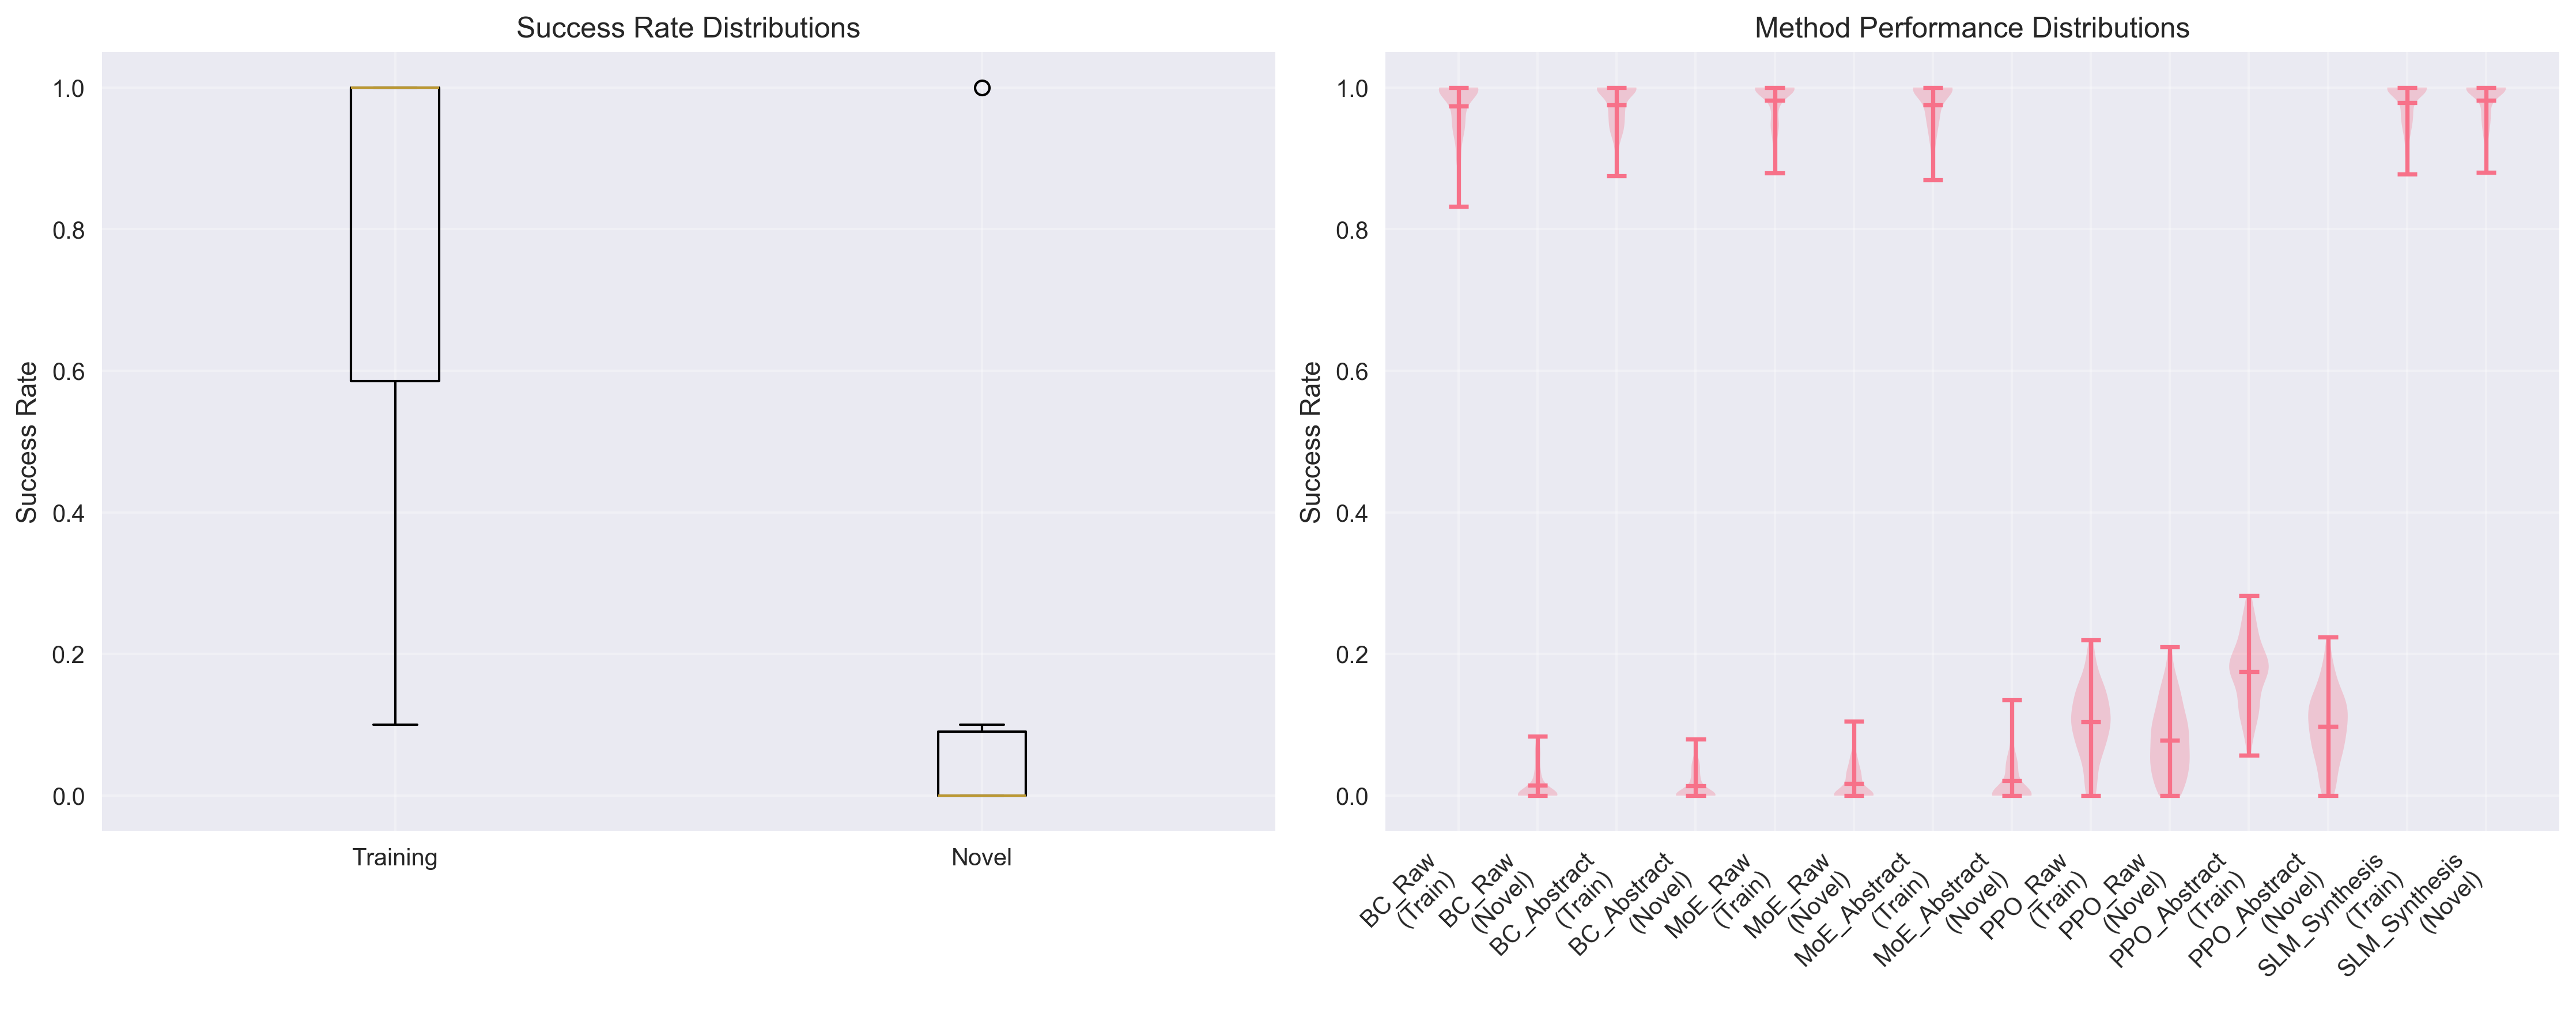 Success Rate Distributions
Success Rate
1.0
0.8
0.6
0.4
0.2
0.0
Training
Novel
Method Performance Distributions
Success Rate
1.0
0.8
0.6
0.4
0.2
0.0
BC_Raw
(Train)
BC_Raw
(Novel)
BC_Abstract
(Train)
BC_Abstract
(Novel)
MoE_Raw
(Train)
MoE_Raw
(Novel)
MoE_Abstract
(Train)
MoE_Abstract
(Novel)
PPO_Raw
(Train)
PPO_Raw
(Novel)
PPO_Abstract
(Train)
PPO_Abstract
(Novel)
SLM_Synthesis
(Train)
SLM_Synthesis
(Novel)